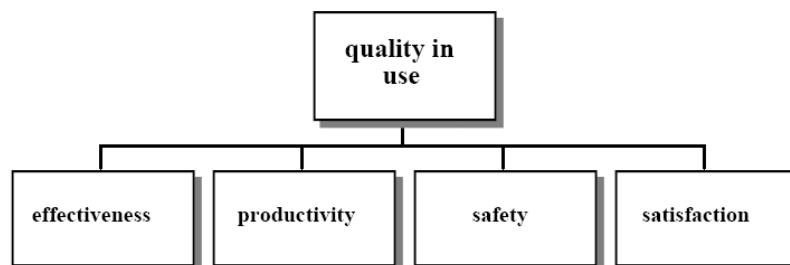 quality in
use
effectiveness
productivity
safety
satisfaction